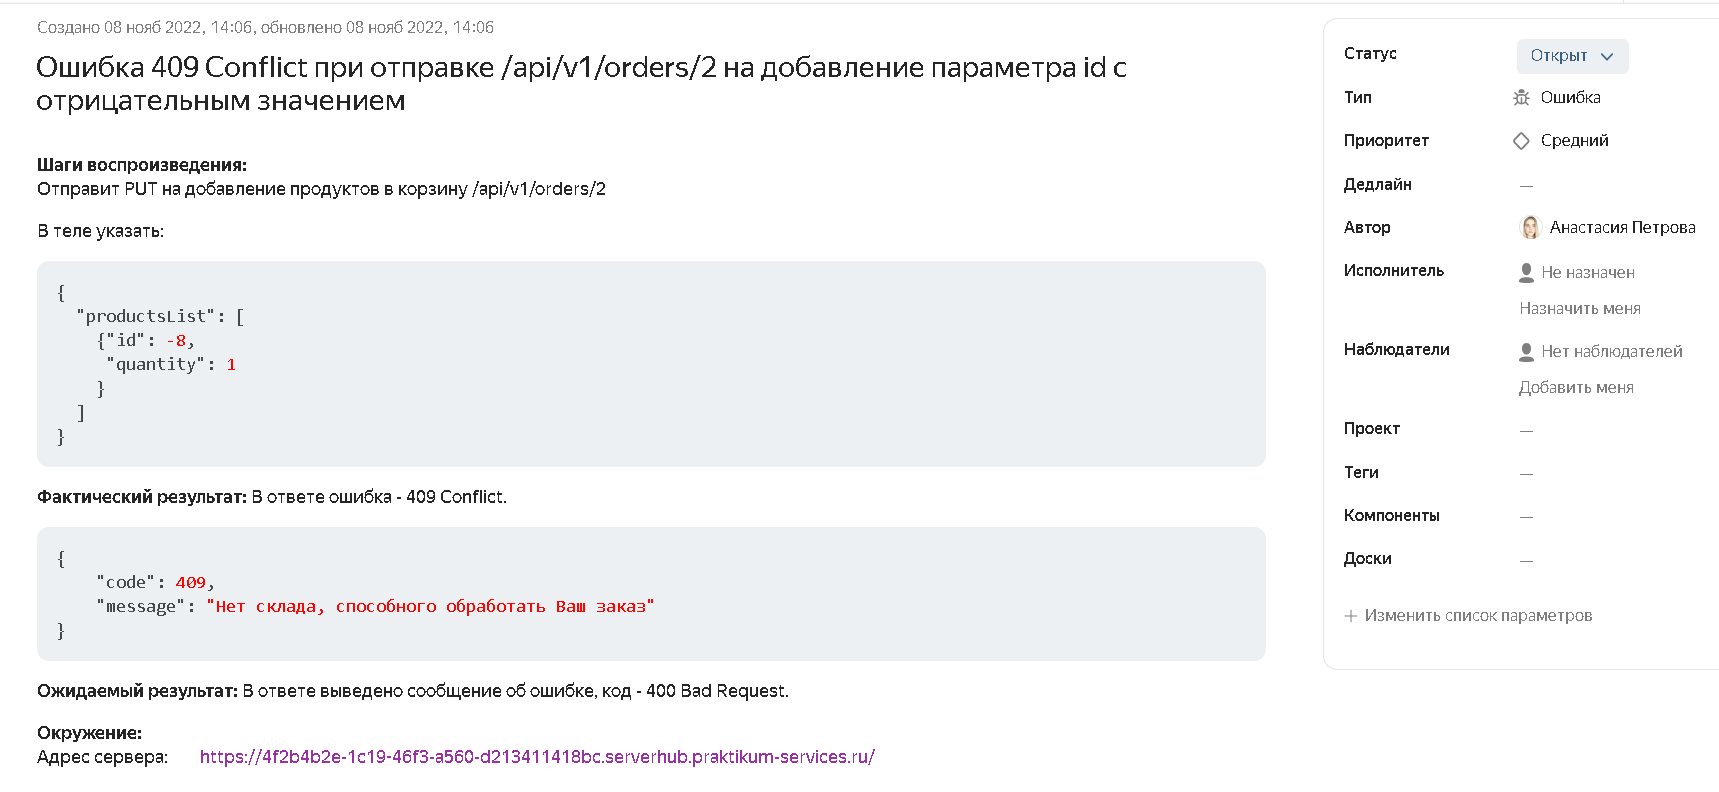 Создано 08 нояб 2022, 14:06, обновлено 08 нояб 2022, 14:06
Ошибка 409 Conflict при отправке /api/v1/orders/2 на добавление параметра id с
отрицательным значением
Шаги воспроизведения:
Отправит PUT на добавление продуктов в корзину /api/v1/orders/2
В теле указать:
{
  "productsList": [
    {"id": -8,
     "quantity": 1
    }
  ]
}
Фактический результат: В ответе ошибка - 409 Conflict.
{
    "code": 409,
    "message": "Нет склада, способного обработать Ваш заказ"
}
Ожидаемый результат: В ответе выведено сообщение об ошибке, код - 400 Bad Request.
Окружение:
Адрес сервера: https://4f2b4b2e-1c19-46f3-a560-d213411418bc.serverhub.praktikum-services.ru/
Статус Открыт
Тип Ошибка
Приоритет Средний
Дедлайн —
Автор Анастасия Петрова
Исполнитель Не назначен
Назначить меня
Наблюдатели Нет наблюдателей
Добавить меня
Проект —
Теги —
Компоненты —
Доски —
+ Изменить список параметров